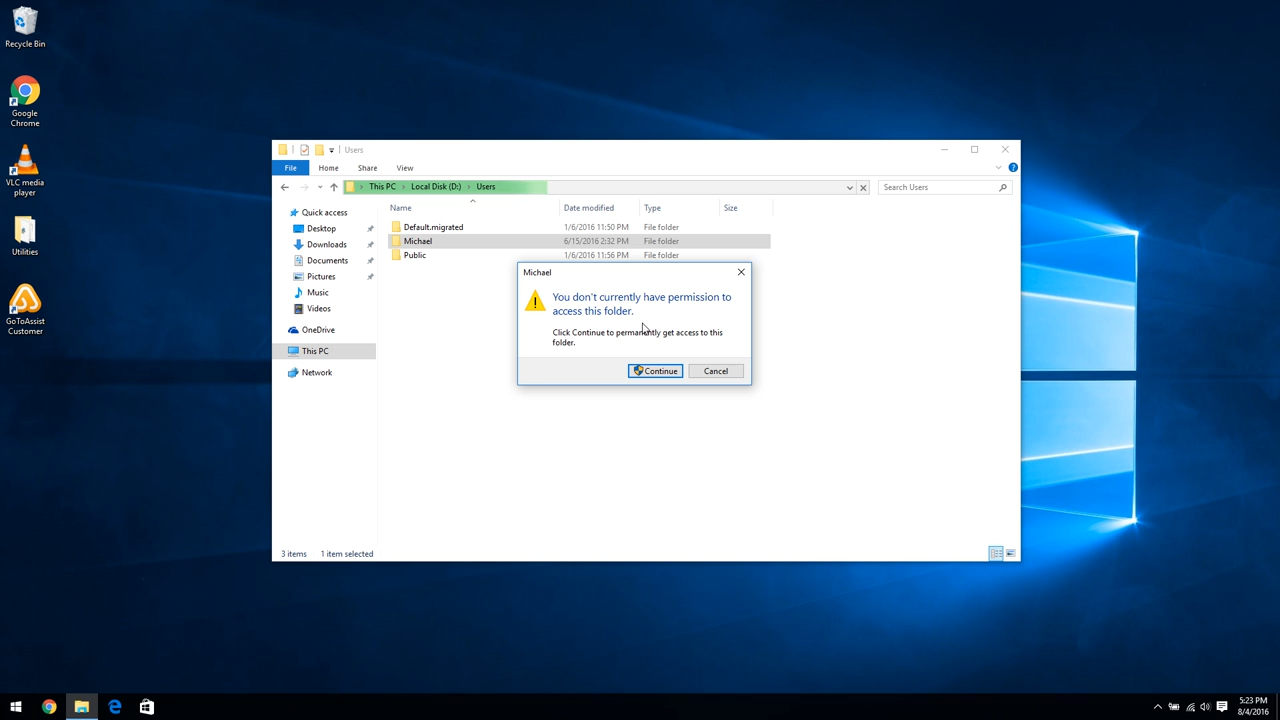 Recycle Bin
Google
Chrome
VLC media
player
Utilities
GoToAssist
Customer
Users
File
Home
Share
View
This PC
Local Disk (D:)
Users
Search Users
Quick access
Desktop
Downloads
Documents
Pictures
Music
Videos
OneDrive
This PC
Network
Name
Date modified
Type
Size
Default.migrated
1/6/2016 11:50 PM
File folder
Michael
6/15/2016 2:32 PM
File folder
Public
1/6/2016 11:56 PM
File folder
Michael
You don't currently have permission to
access this folder.
Click Continue to permanently get access to this
folder.
Continue
Cancel
3 items
1 item selected
5:23 PM
8/4/2016